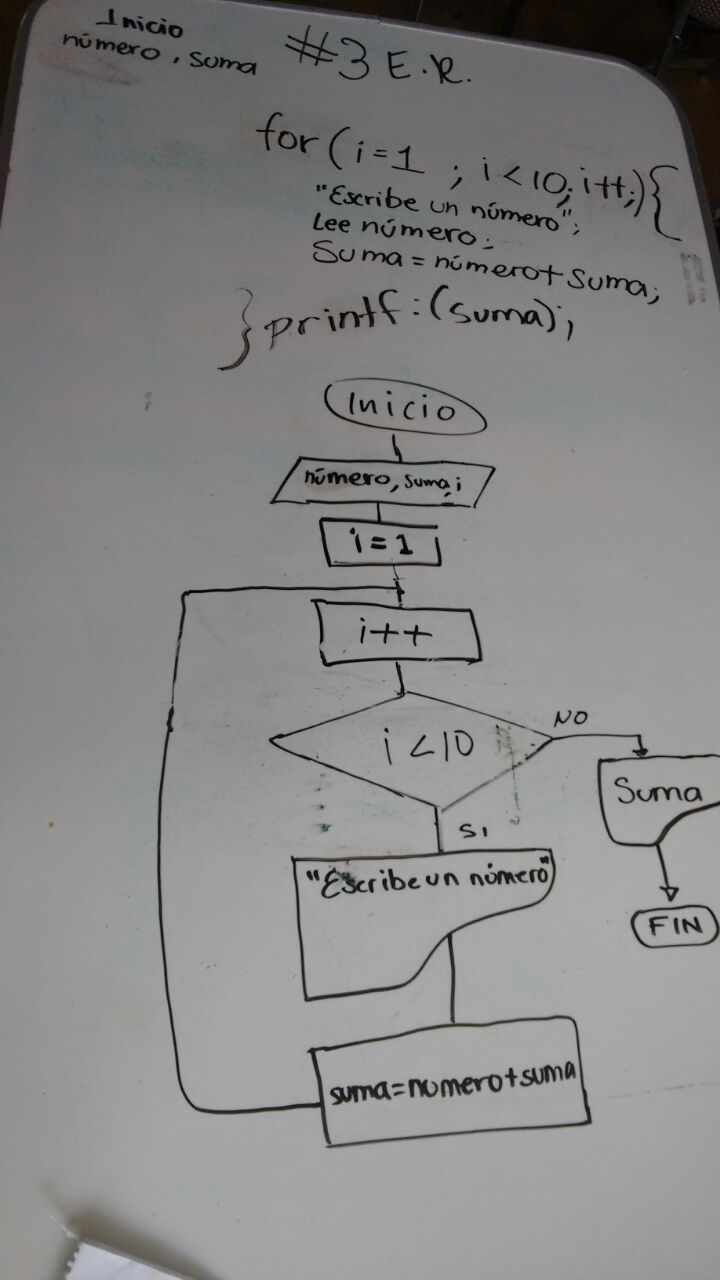 Inicio
número, suma
#3 E.R.
for (i=1 ; i<10; i++;){
"Escribe un número";
Lee número;
Suma = número + suma;
} printf:(suma);
Inicio
número, suma, i
i = 1
i++
i < 10
NO
Suma
SI
FIN
"Escribe un número"
suma=numero+suma